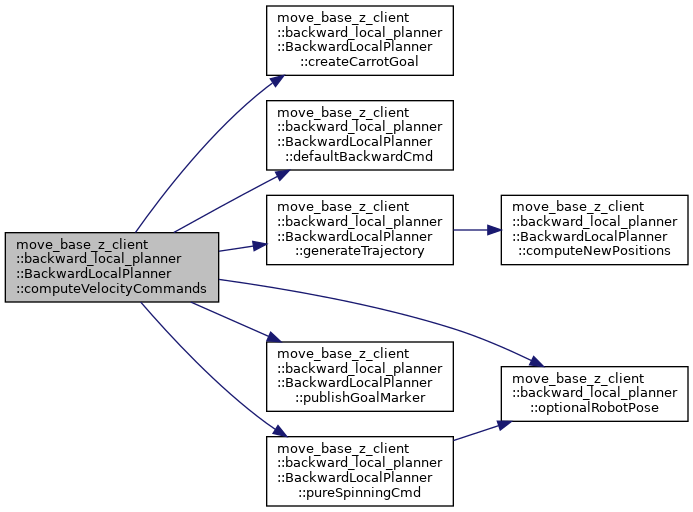 move_base_z_client
::backward_local_planner
::BackwardLocalPlanner
::createCarrotGoal
move_base_z_client
::backward_local_planner
::BackwardLocalPlanner
::defaultBackwardCmd
move_base_z_client
::backward_local_planner
::BackwardLocalPlanner
::generateTrajectory
move_base_z_client
::backward_local_planner
::BackwardLocalPlanner
::computeNewPositions
move_base_z_client
::backward_local_planner
::BackwardLocalPlanner
::computeVelocityCommands
move_base_z_client
::backward_local_planner
::BackwardLocalPlanner
::publishGoalMarker
move_base_z_client
::backward_local_planner
::optionalRobotPose
move_base_z_client
::backward_local_planner
::BackwardLocalPlanner
::pureSpinningCmd